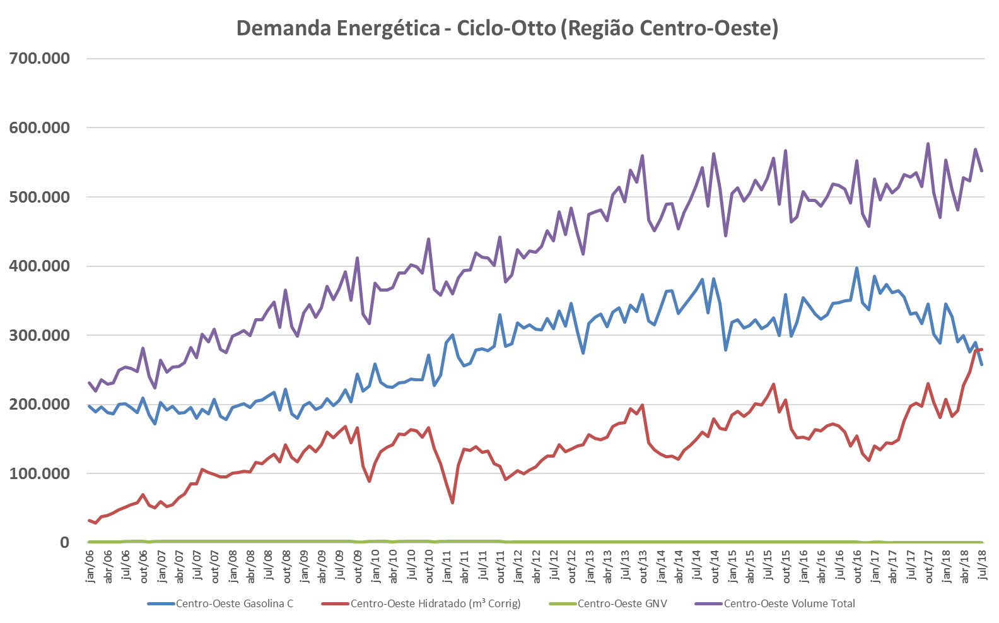 Demanda Energética - Ciclo-Otto (Região Centro-Oeste)
700.000
600.000
500.000
400.000
300.000
200.000
100.000
0
jan/06
abr/06
jul/06
out/06
jan/07
abr/07
jul/07
out/07
jan/08
abr/08
jul/08
out/08
jan/09
abr/09
jul/09
out/09
jan/10
abr/10
jul/10
out/10
jan/11
abr/11
jul/11
out/11
jan/12
abr/12
jul/12
out/12
jan/13
abr/13
jul/13
out/13
jan/14
abr/14
jul/14
out/14
jan/15
abr/15
jul/15
out/15
jan/16
abr/16
jul/16
out/16
jan/17
abr/17
jul/17
out/17
jan/18
abr/18
jul/18
Centro-Oeste Gasolina C
Centro-Oeste Hidratado (m³ Corrig)
Centro-Oeste GNV
Centro-Oeste Volume Total